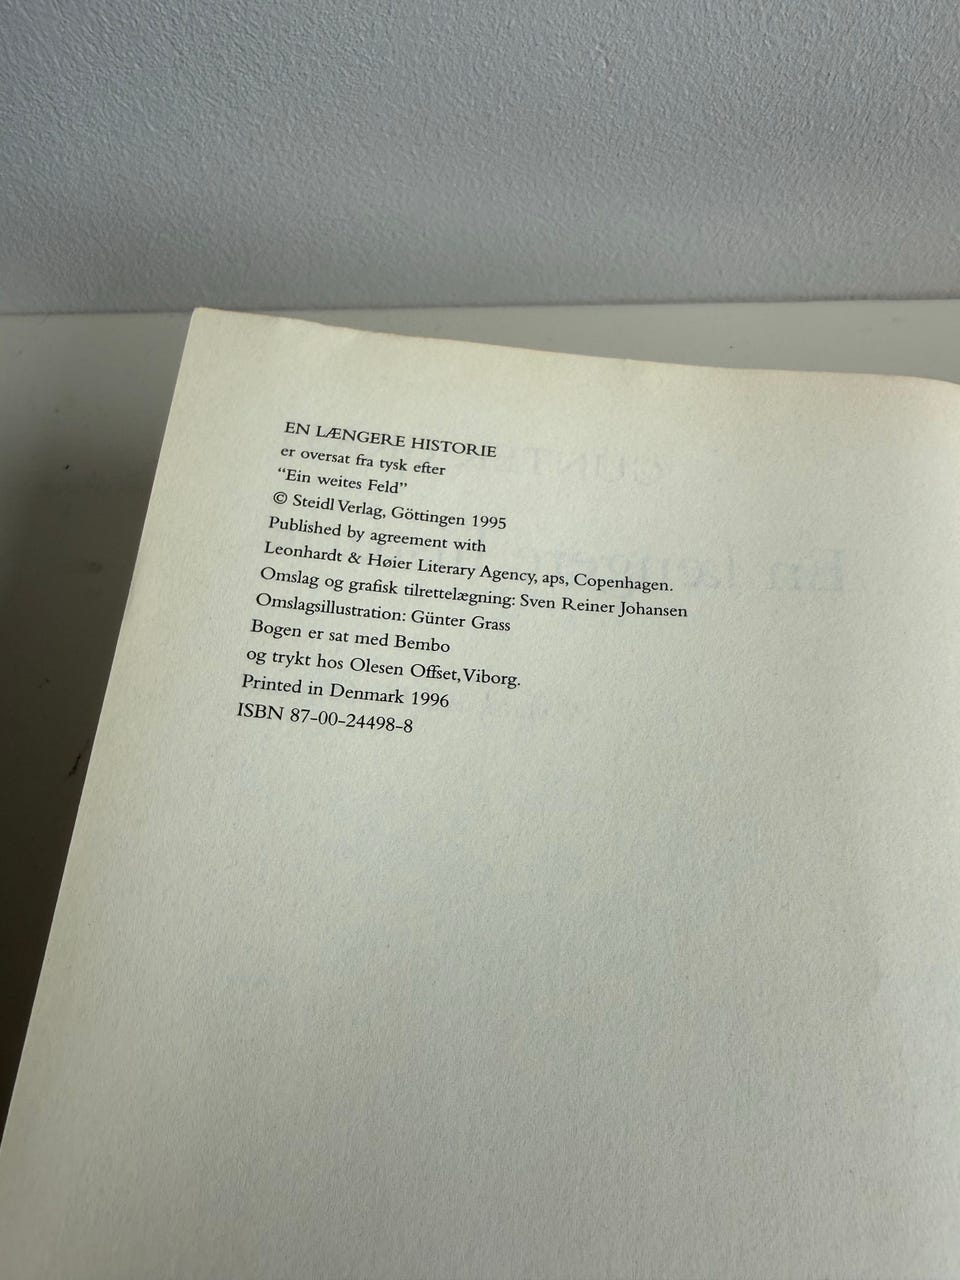 EN LÆNGERE HISTORIE
er oversat fra tysk efter
“Ein weites Feld”
© Steidl Verlag, Göttingen 1995
Published by agreement with
Leonhardt & Høier Literary Agency, aps, Copenhagen.
Omslag og grafisk tilrettelægning: Sven Reiner Johansen
Omslagsillustration: Günter Grass
Bogen er sat med Bembo
og trykt hos Olesen Offset, Viborg.
Printed in Denmark 1996
ISBN 87-00-24498-8